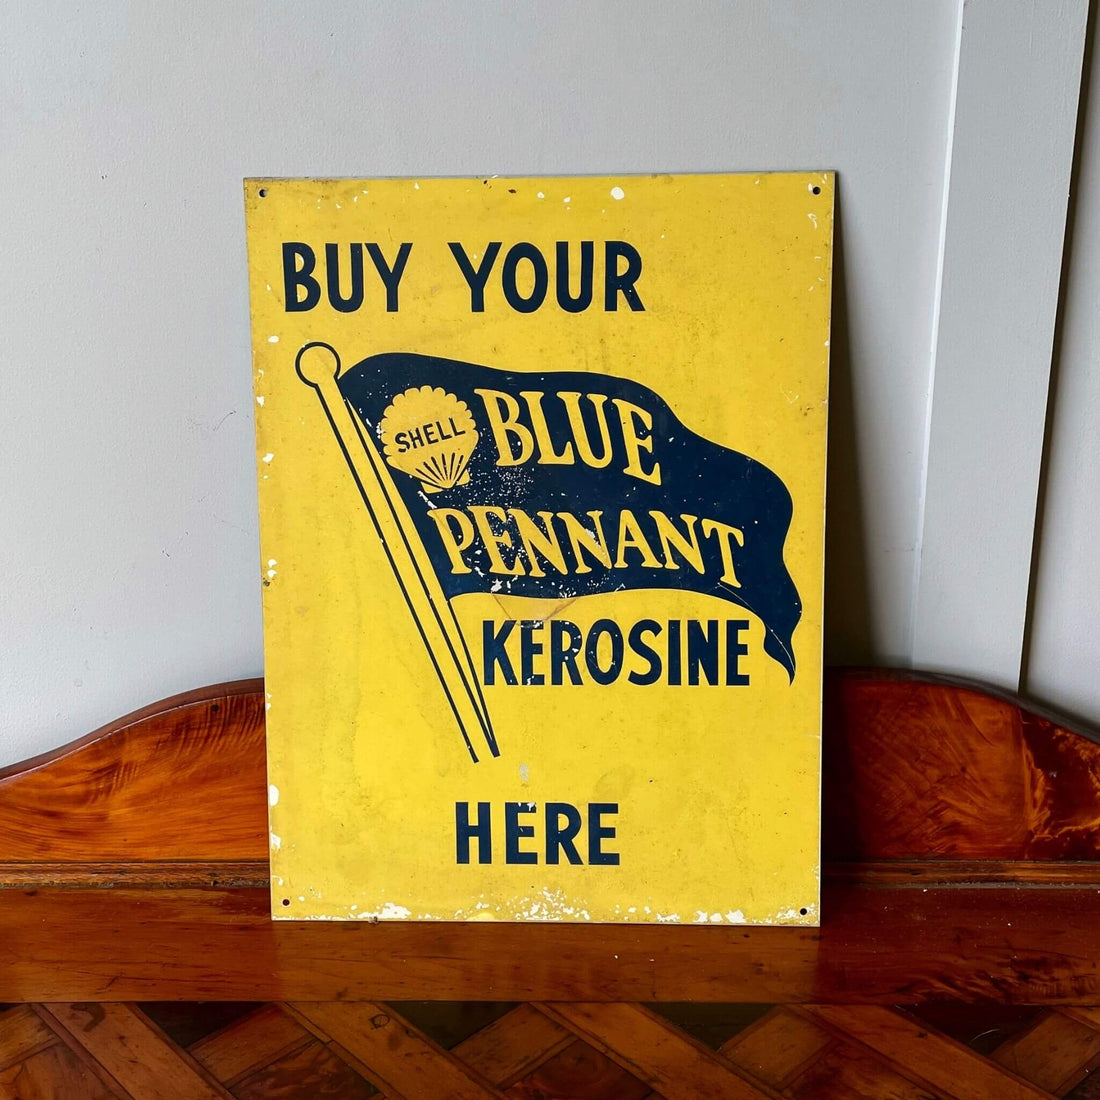 BUY YOUR
SHELL
BLUE
PENNANT
KEROSINE
HERE